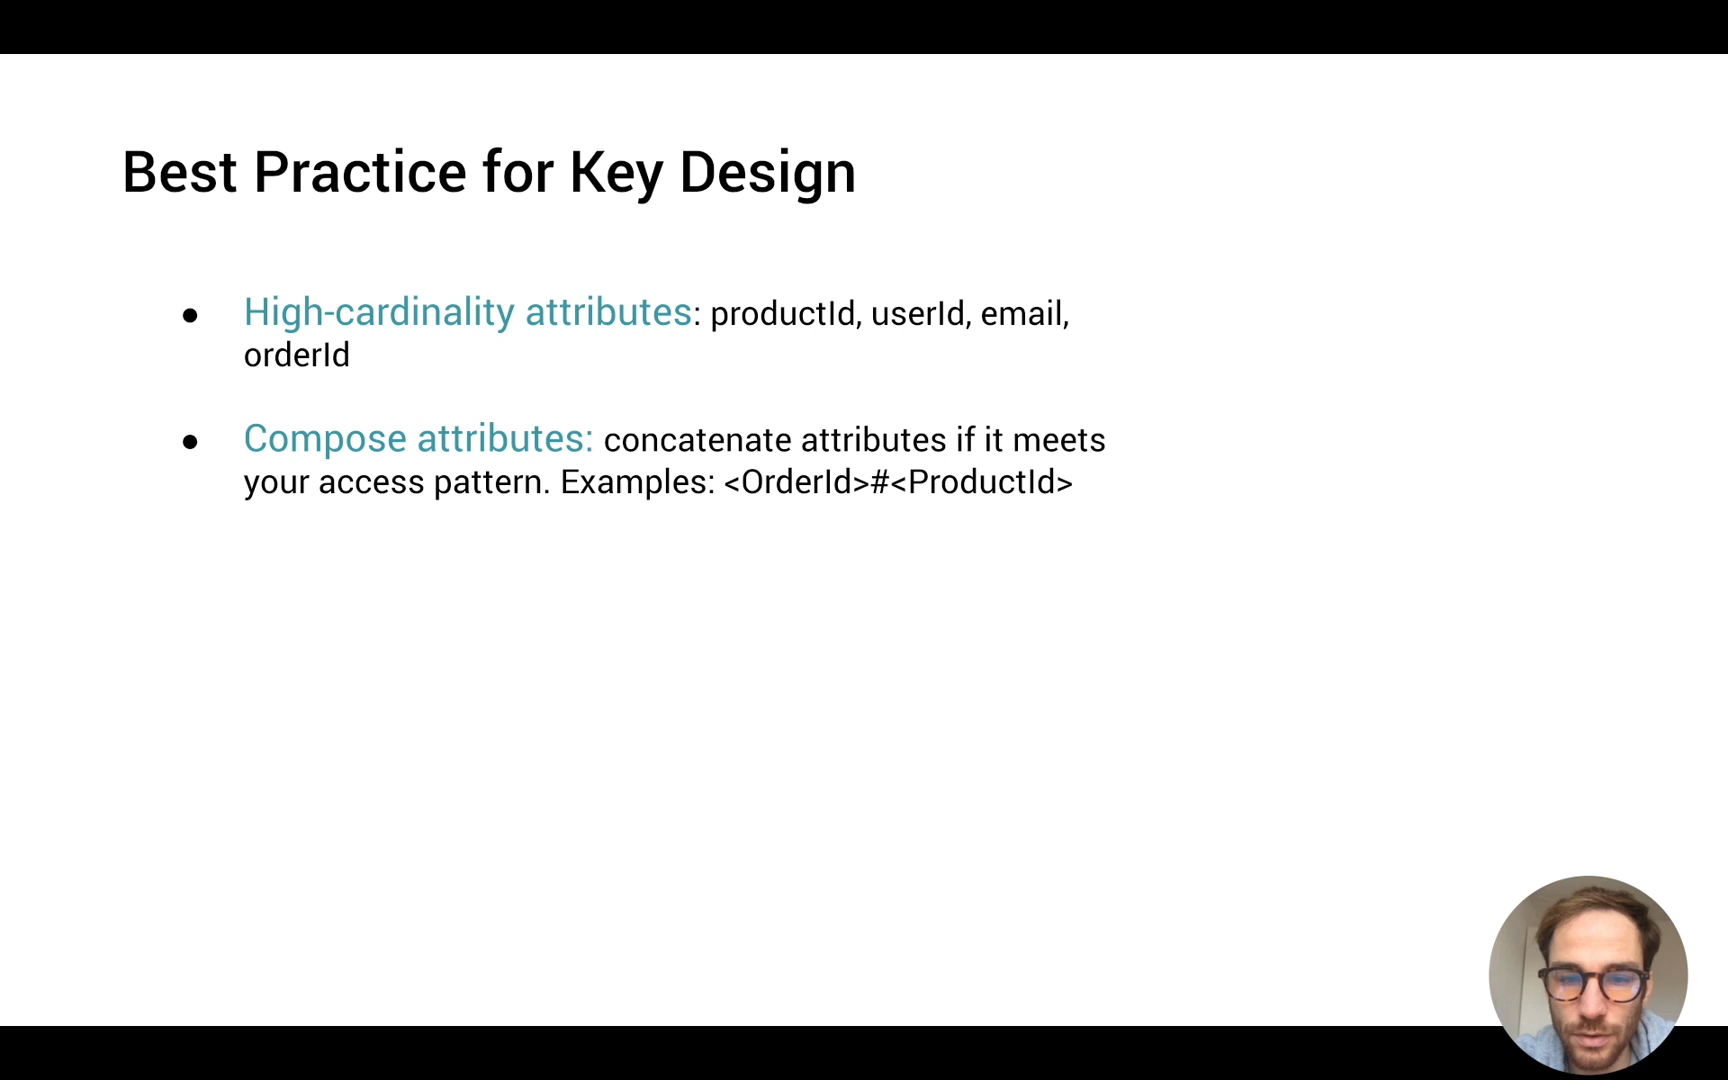 Best Practice for Key Design
● High-cardinality attributes: productId, userId, email,
orderId
● Compose attributes: concatenate attributes if it meets
your access pattern. Examples: <OrderId>#<ProductId>